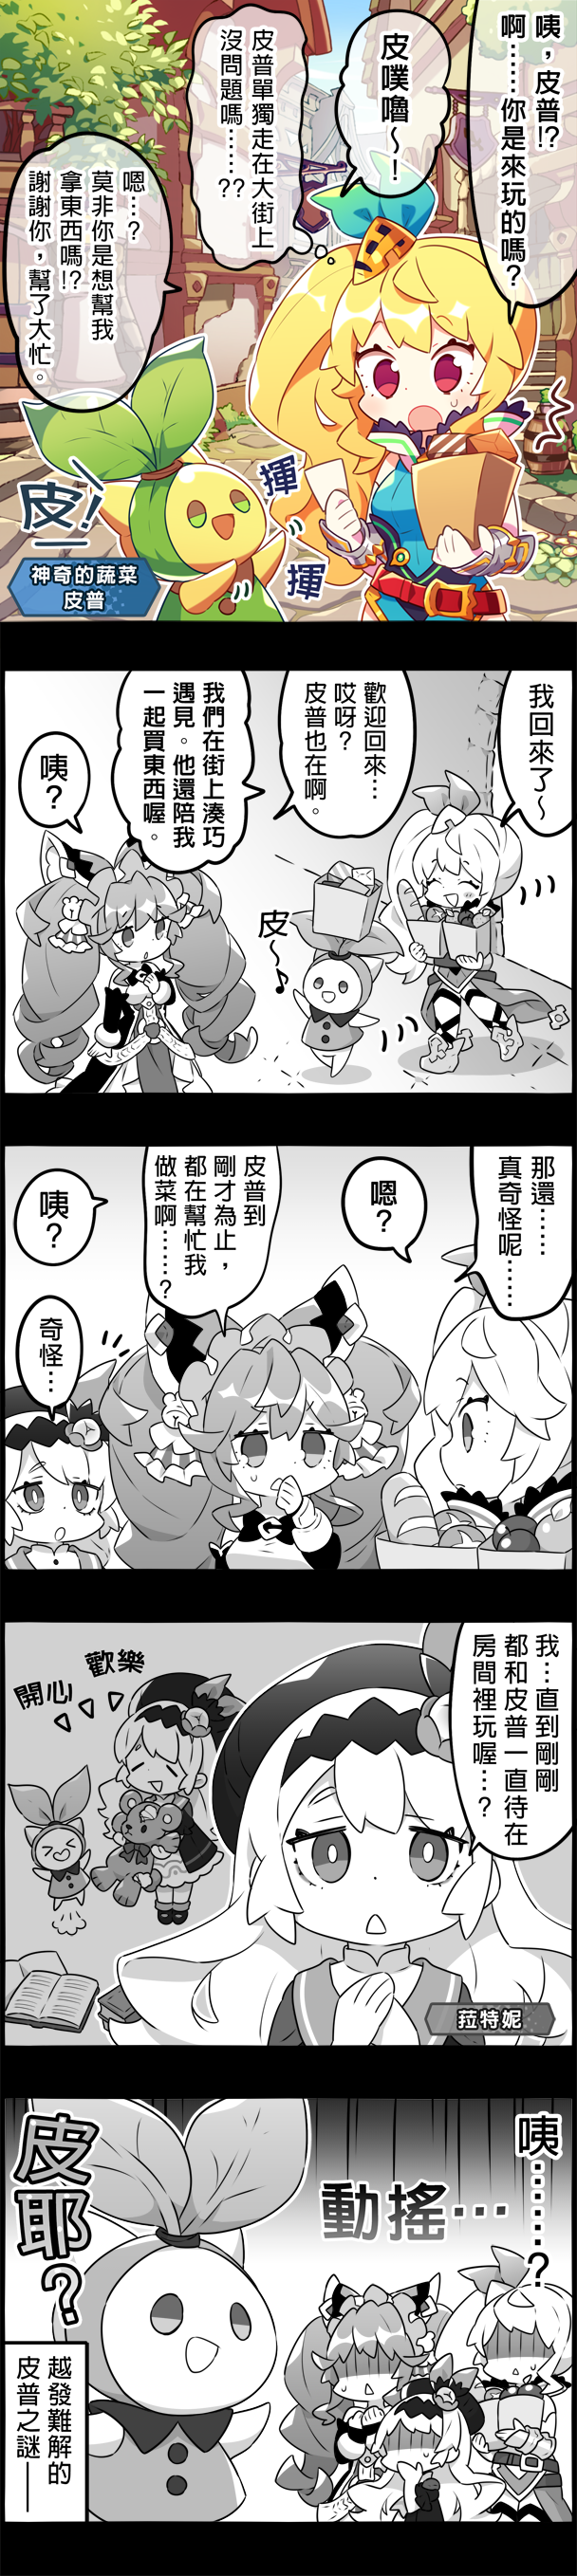 咦，皮普!?
啊……你是來玩的嗎？
皮噗嚕～！
皮普單獨走在大街上
沒問題嗎……??
嗯…？
莫非你是想幫我
拿東西嗎!?
謝謝你，幫了大忙。
揮
揮
皮！
神奇的蔬菜
皮普
我回來了～
歡迎回來…
哎呀？
皮普也在啊。
我們在街上湊巧
遇見。他還陪我
一起買東西喔。
咦？
皮～♪
那還……
真奇怪呢……
嗯？
皮普到
剛才為止，
都在幫忙我
做菜啊……？
咦？
奇怪…
我…直到剛剛
都和皮普一直待在
房間裡玩喔…？
歡樂
開心
菈特妮
咦……？
動搖…
皮耶？
越發難解的
皮普之謎──